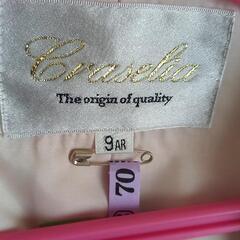 Craselia
The origin of quality
9AR
70